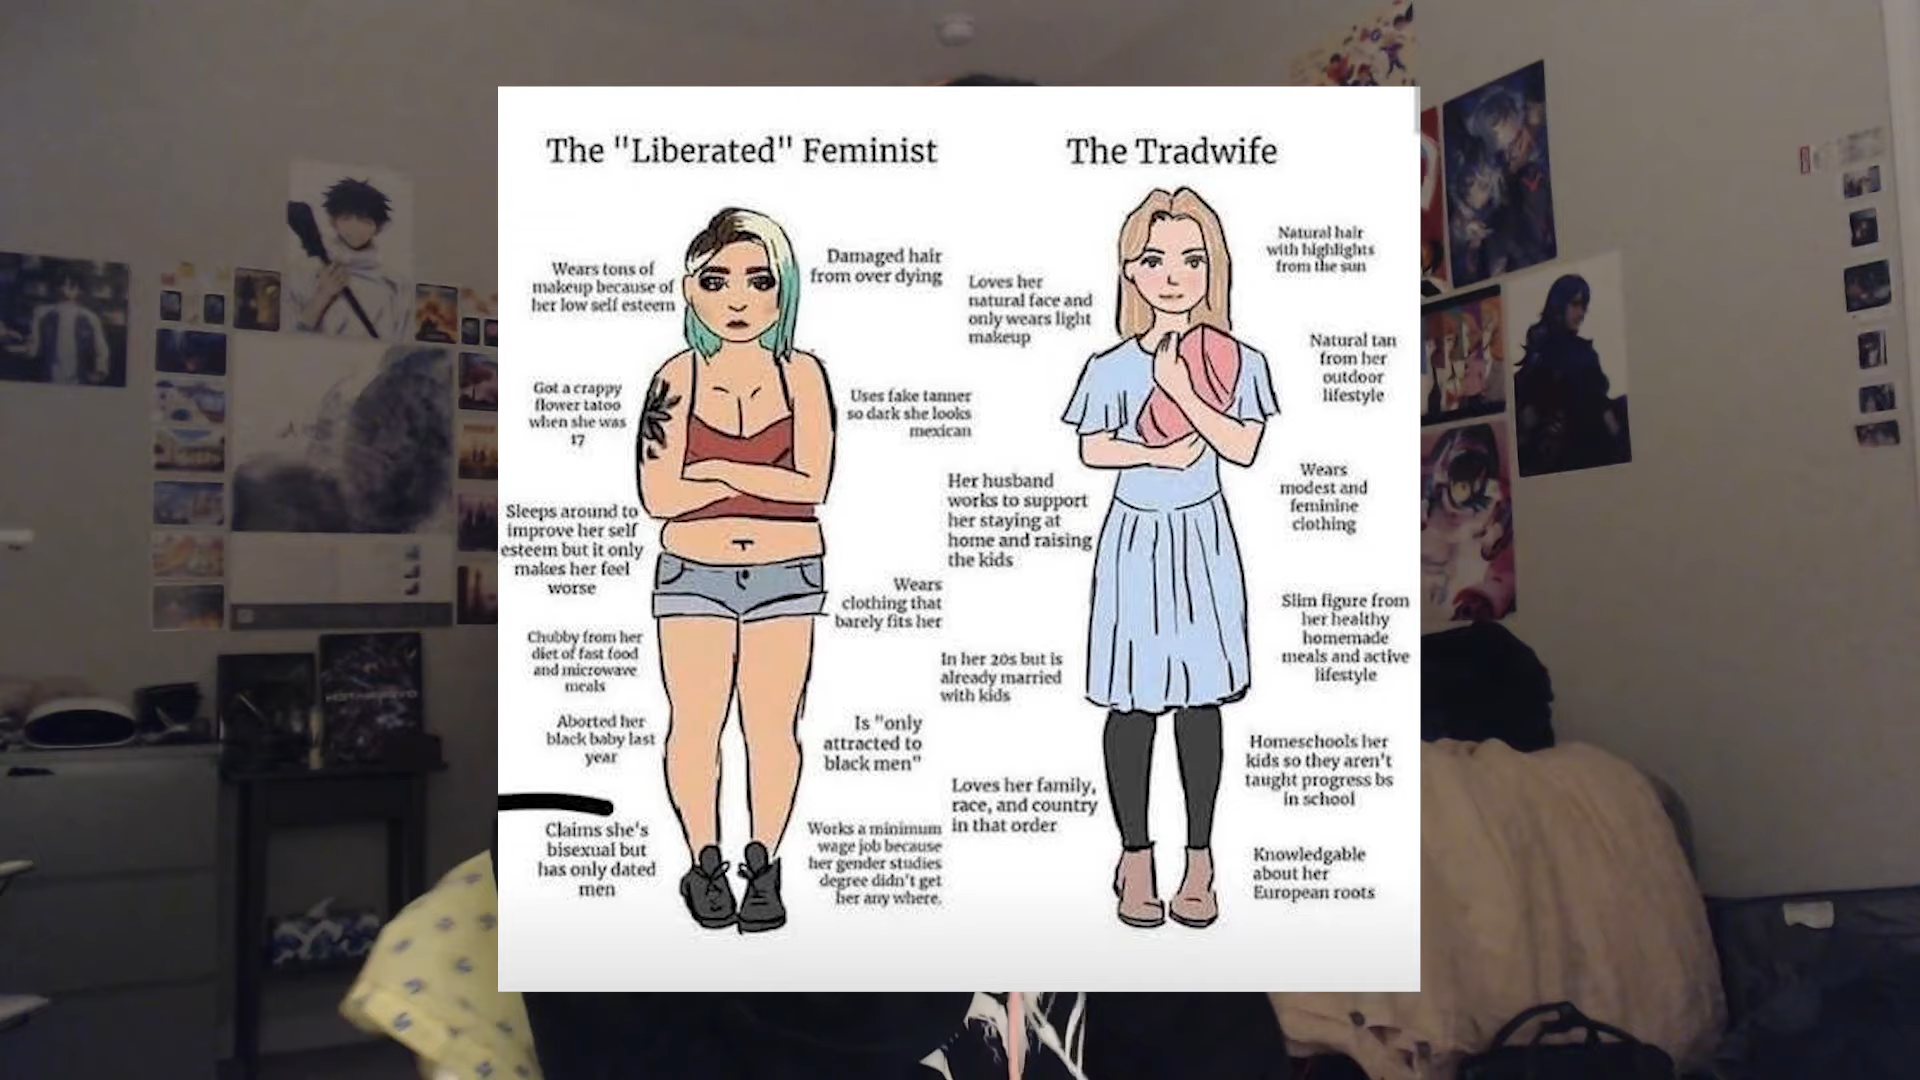 The "Liberated" Feminist
Wears tons of
makeup because of
her low self esteem
Damaged hair
from over dying
Got a crappy
flower tatoo
when she was
17
Uses fake tanner
so dark she looks
mexican
Sleeps around to
improve her self
esteem but it only
makes her feel
worse
Wears
clothing that
barely fits her
Chubby from her
diet of fast food
and microwave
meals
Aborted her
black baby last
year
Is "only
attracted to
black men"
Claims she's
bisexual but
has only dated
men
Works a minimum
wage job because
her gender studies
degree didn't get
her any where.
The Tradwife
Loves her
natural face and
only wears light
makeup
Natural hair
with highlights
from the sun
Natural tan
from her
outdoor
lifestyle
Her husband
works to support
her staying at
home and raising
the kids
Wears
modest and
feminine
clothing
In her 20s but is
already married
with kids
Slim figure from
her healthy
homemade
meals and active
lifestyle
Homeschools her
kids so they aren't
taught progress bs
in school
Loves her family,
race, and country
in that order
Knowledgable
about her
European roots